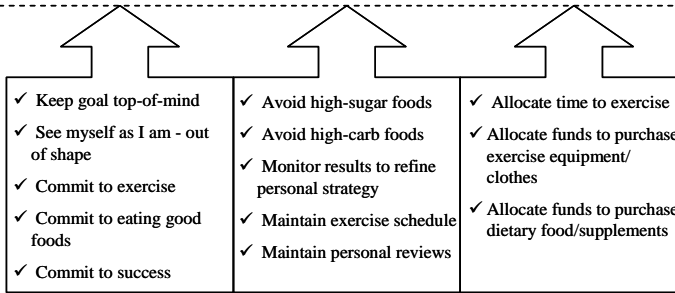 ✓ Keep goal top-of-mind
✓ See myself as I am - out
of shape
✓ Commit to exercise
✓ Commit to eating good
foods
✓ Commit to success
✓ Avoid high-sugar foods
✓ Avoid high-carb foods
✓ Monitor results to refine
personal strategy
✓ Maintain exercise schedule
✓ Maintain personal reviews
✓ Allocate time to exercise
✓ Allocate funds to purchase
exercise equipment/
clothes
✓ Allocate funds to purchase
dietary food/supplements